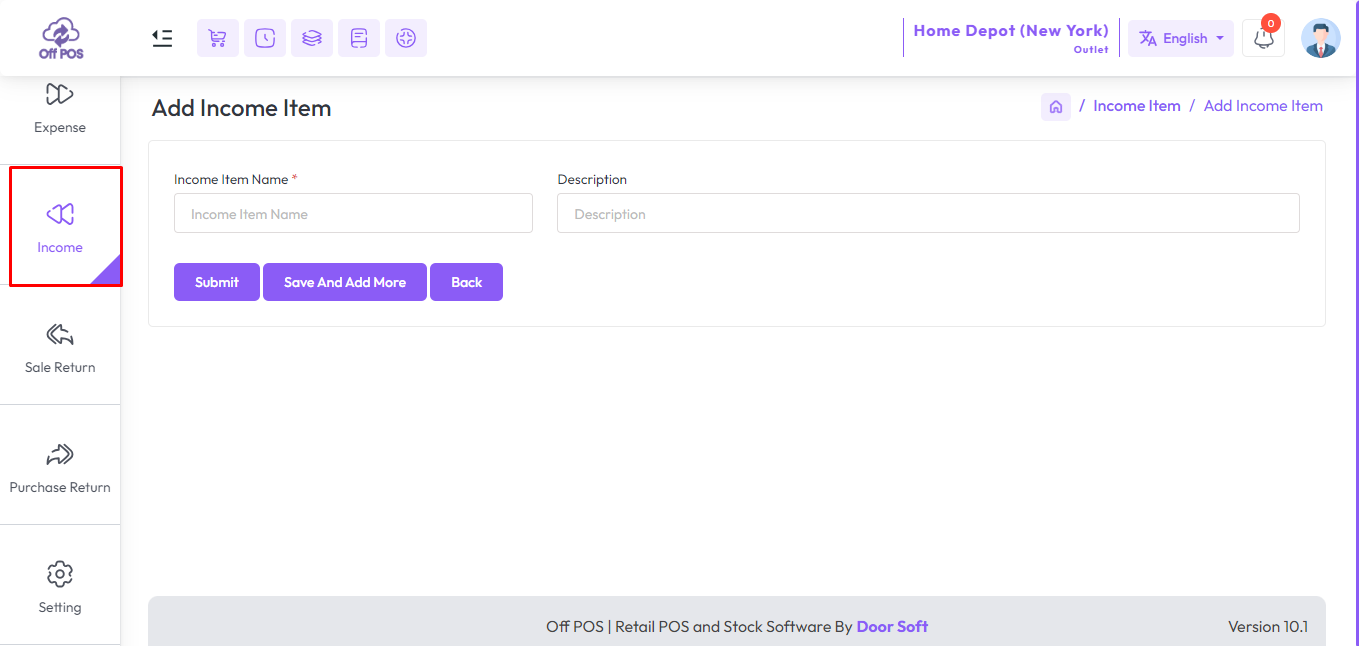 Off POS
Home Depot (New York)
Outlet
English
0
Expense
Income
Sale Return
Purchase Return
Setting
Add Income Item
/ Income Item / Add Income Item
Income Item Name *
Description
Income Item Name
Description
Submit
Save And Add More
Back
Off POS | Retail POS and Stock Software By Door Soft
Version 10.1